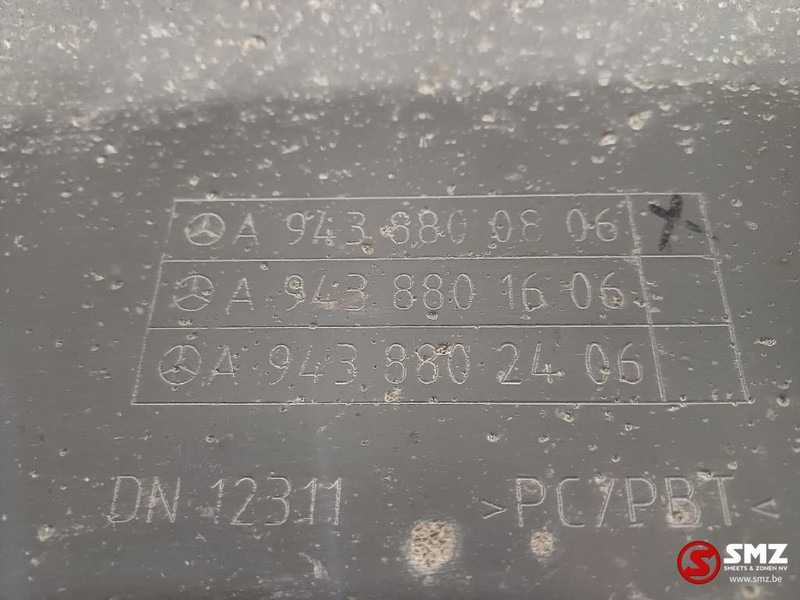 A 943 880 08 06 X
A 943 880 16 06
A 943 880 24 06
DN 12311
>PC/PBT<
SMZ
SMEETS & ZONEN NV
www.smz.be